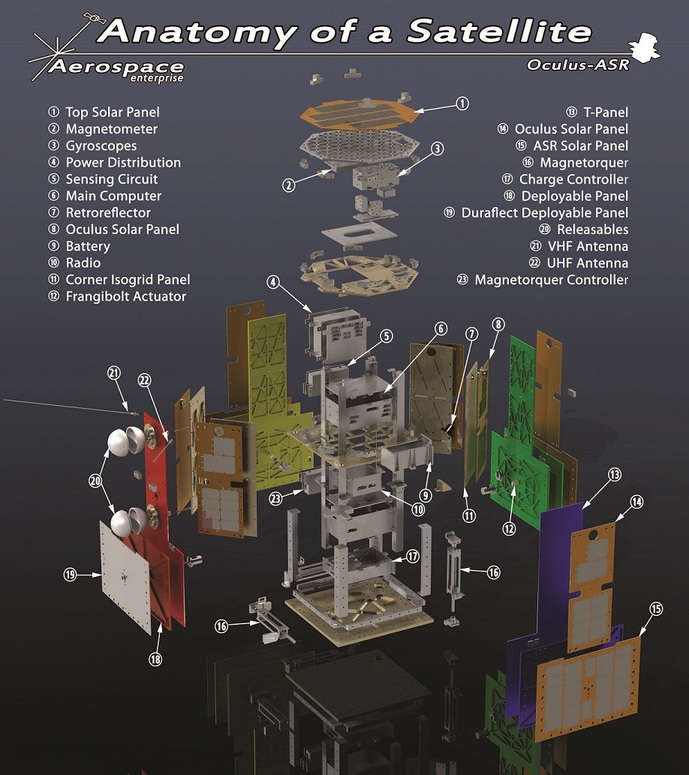 Anatomy of a Satellite
Aerospace
enterprise
Oculus-ASR
① Top Solar Panel
② Magnetometer
③ Gyroscopes
④ Power Distribution
⑤ Sensing Circuit
⑥ Main Computer
⑦ Retroreflector
⑧ Oculus Solar Panel
⑨ Battery
⑩ Radio
⑪ Corner Isogrid Panel
⑫ Frangibolt Actuator
⑬ T-Panel
⑭ Oculus Solar Panel
⑮ ASR Solar Panel
⑯ Magnetorquer
⑰ Charge Controller
⑱ Deployable Panel
⑲ Duraflect Deployable Panel
⑳ Releasables
㉑ VHF Antenna
㉒ UHF Antenna
㉓ Magnetorquer Controller
①
③
②
④
⑤
⑥
⑦
⑧
㉑
㉒
⑳
㉓
⑨
⑩
⑪
⑫
⑬
⑭
⑰
⑲
⑯
⑯
⑮
⑱